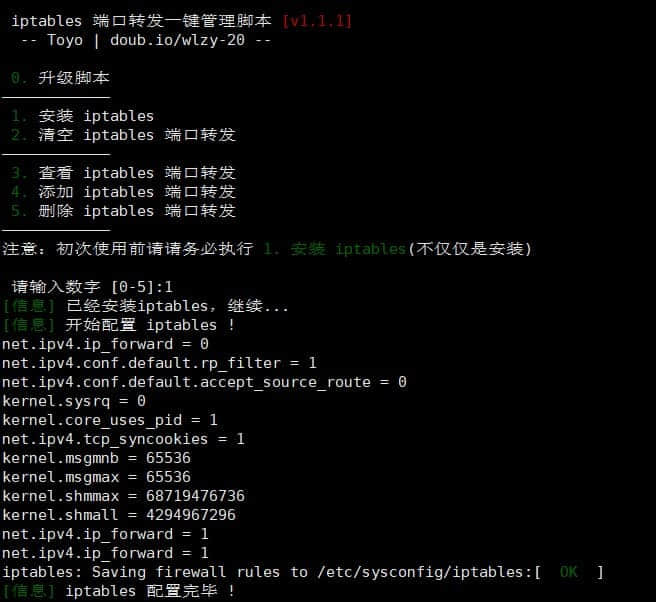 iptables 端口转发一键管理脚本 [v1.1.1]
-- Toyo | doub.io/wlzy-20 --
0. 升级脚本
————————————
1. 安装 iptables
2. 清空 iptables 端口转发
————————————
3. 查看 iptables 端口转发
4. 添加 iptables 端口转发
5. 删除 iptables 端口转发
————————————
注意：初次使用前请请务必执行 1. 安装 iptables(不仅仅是安装)
请输入数字 [0-5]:1
[信息] 已经安装iptables，继续...
[信息] 开始配置 iptables !
net.ipv4.ip_forward = 0
net.ipv4.conf.default.rp_filter = 1
net.ipv4.conf.default.accept_source_route = 0
kernel.sysrq = 0
kernel.core_uses_pid = 1
net.ipv4.tcp_syncookies = 1
kernel.msgmnb = 65536
kernel.msgmax = 65536
kernel.shmmax = 68719476736
kernel.shmall = 4294967296
net.ipv4.ip_forward = 1
net.ipv4.ip_forward = 1
iptables: Saving firewall rules to /etc/sysconfig/iptables:[  OK  ]
[信息] iptables 配置完毕 !